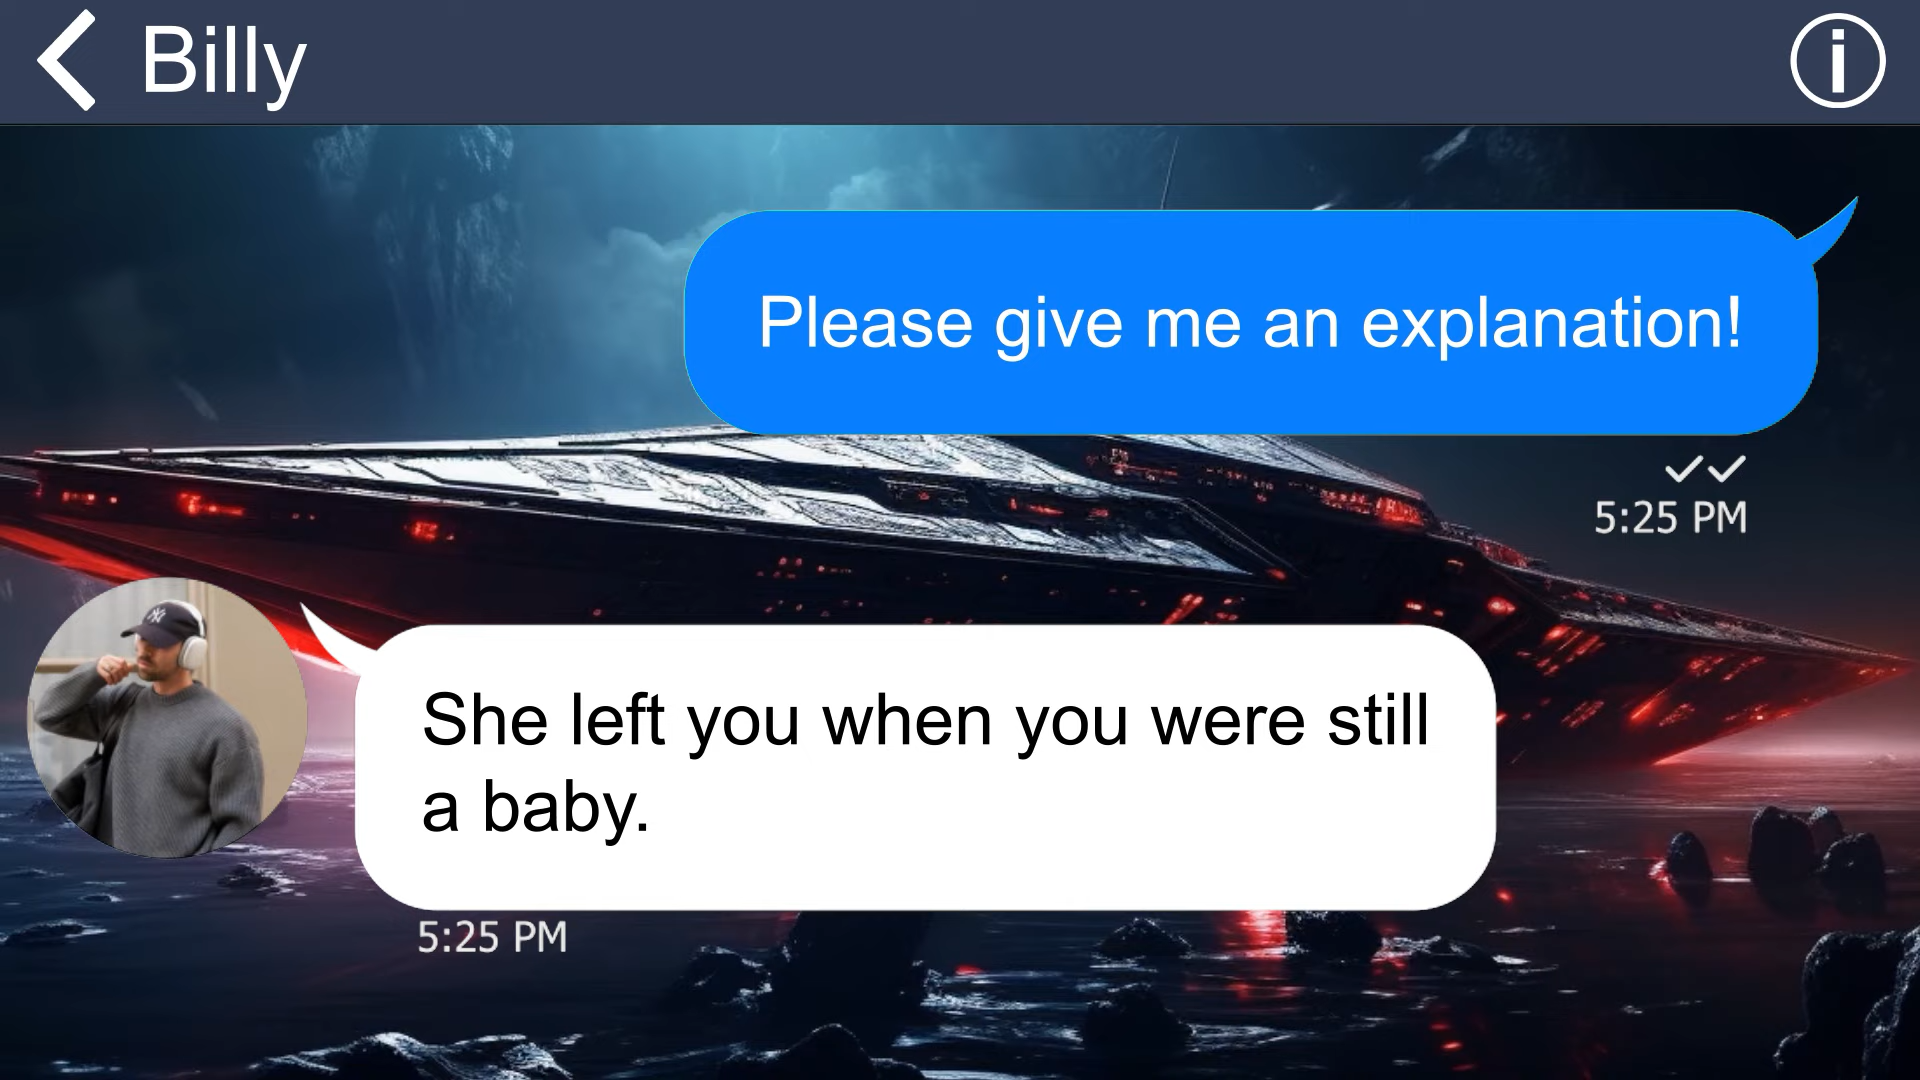 Billy
Please give me an explanation!
5:25 PM
She left you when you were still
a baby.
5:25 PM